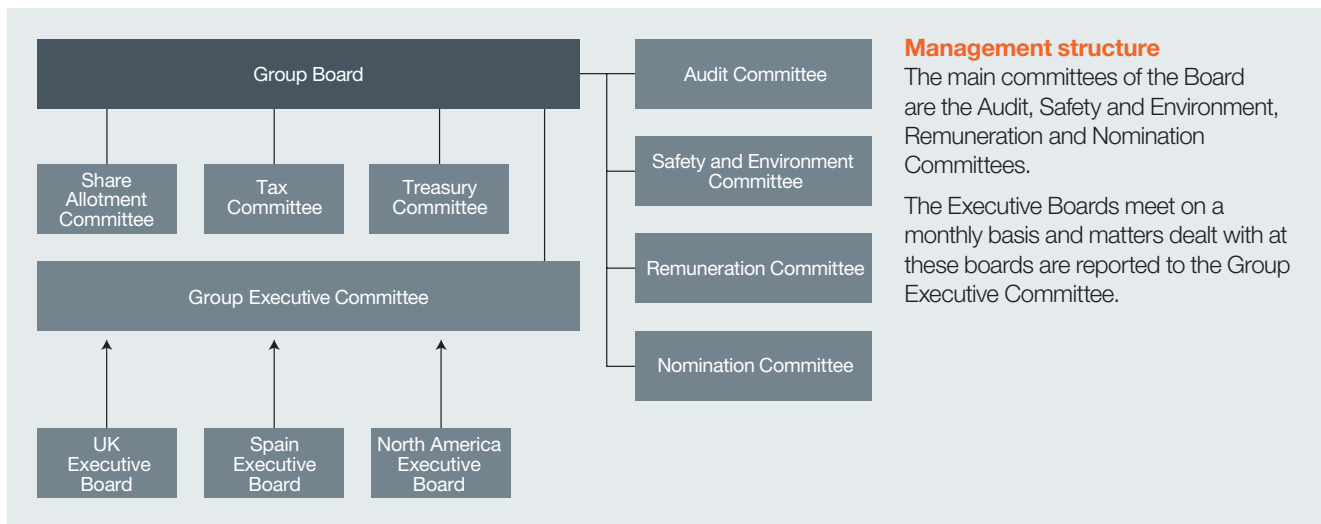 Group Board
Share
Allotment
Committee
Tax
Committee
Treasury
Committee
Group Executive Committee
UK
Executive
Board
Spain
Executive
Board
North America
Executive
Board
Audit Committee
Safety and Environment
Committee
Remuneration Committee
Nomination Committee
Management structure
The main committees of the Board
are the Audit, Safety and Environment,
Remuneration and Nomination
Committees.
The Executive Boards meet on a
monthly basis and matters dealt with at
these boards are reported to the Group
Executive Committee.